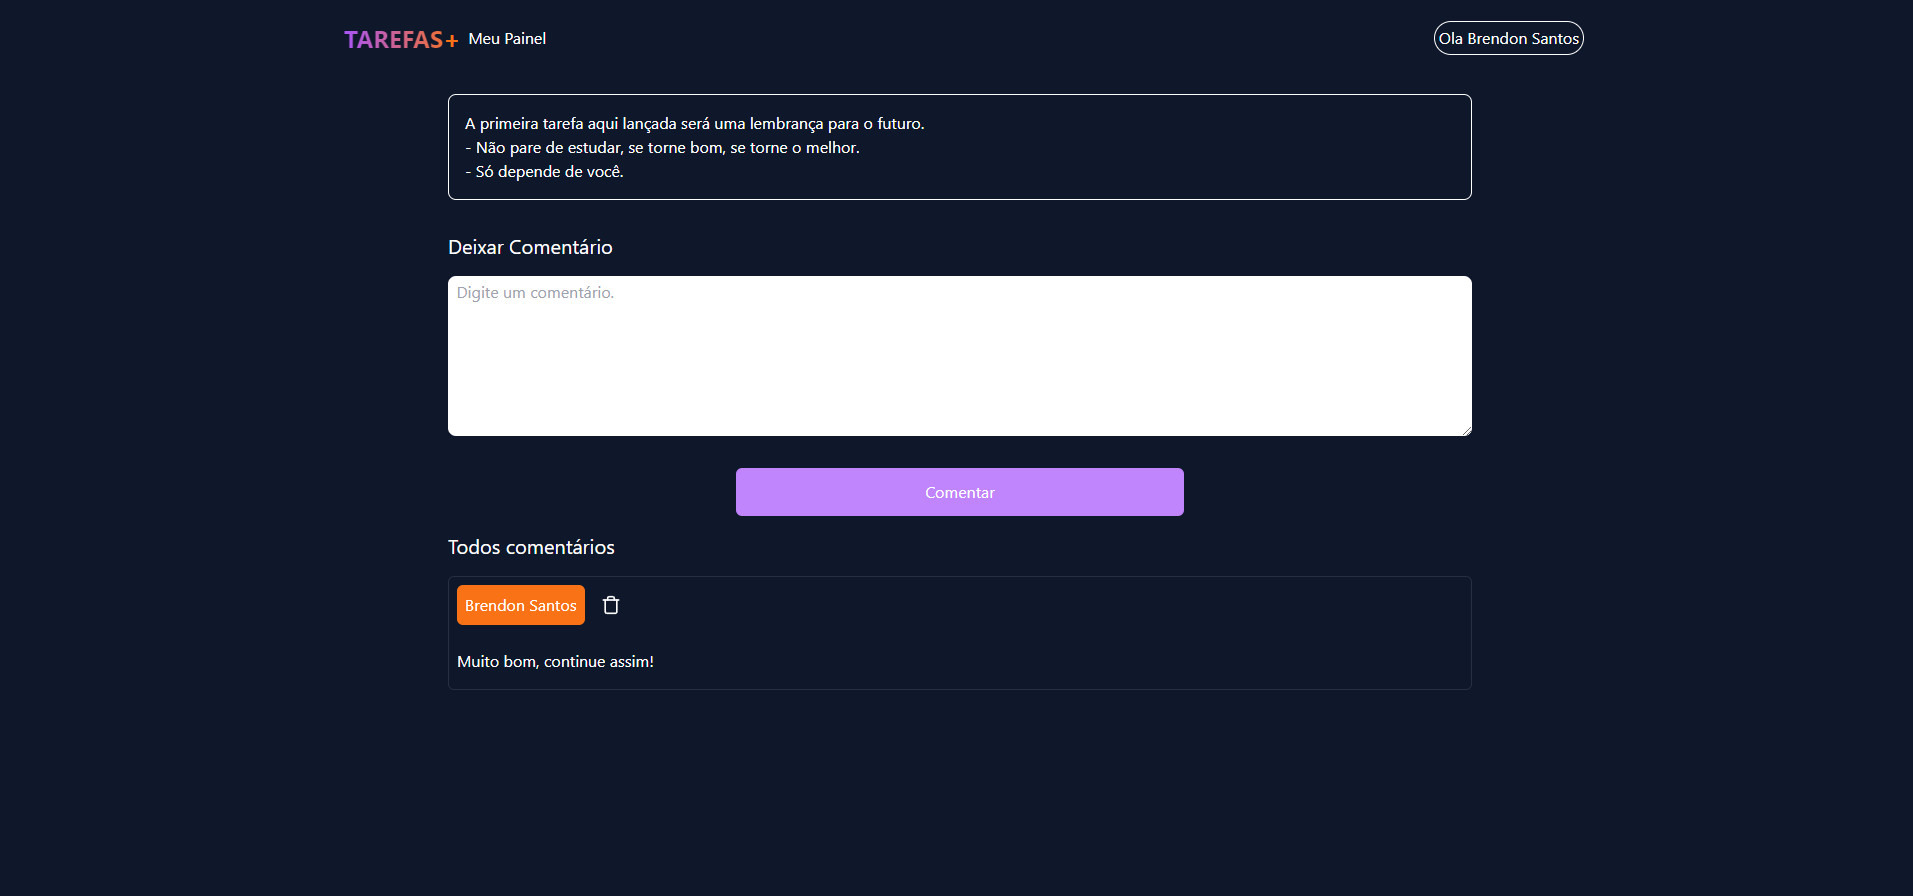 TAREFAS+ Meu Painel Ola Brendon Santos
A primeira tarefa aqui lançada será uma lembrança para o futuro.
- Não pare de estudar, se torne bom, se torne o melhor.
- Só depende de você.
Deixar Comentário
Digite um comentário.
Comentar
Todos comentários
Brendon Santos
Muito bom, continue assim!